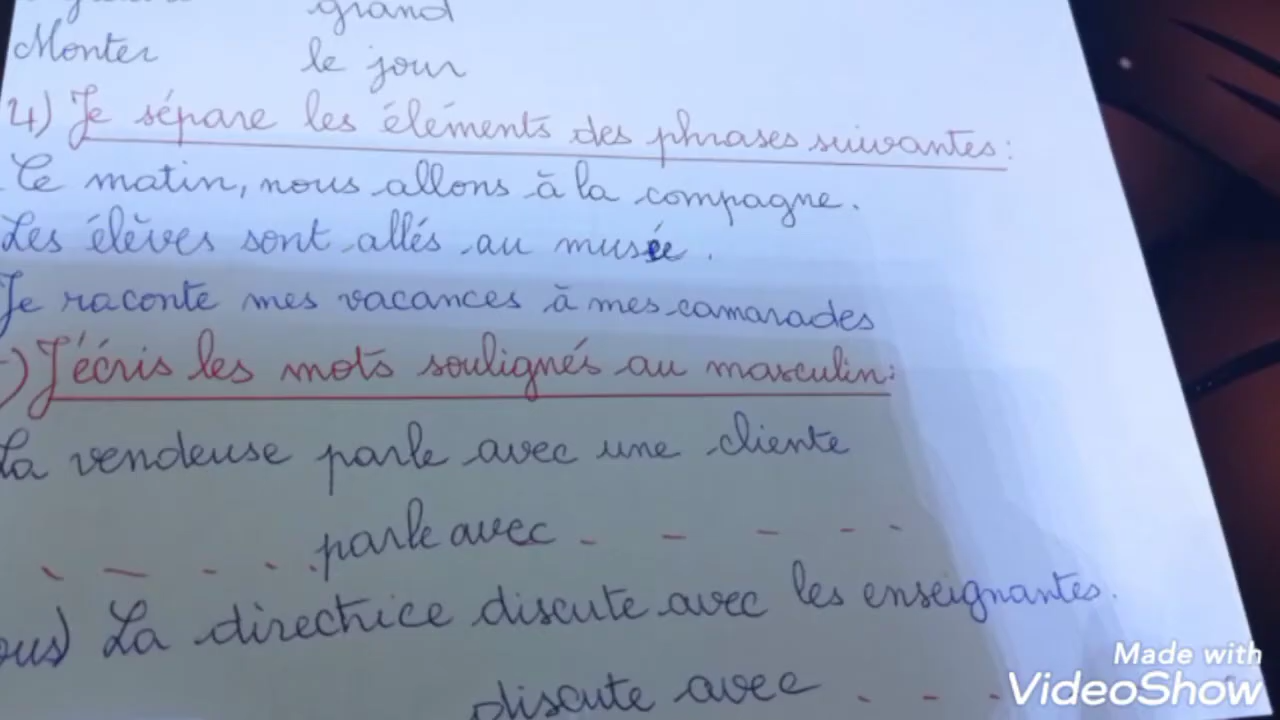 grand
Monter le jour
4) Je sépare les éléments des phrases suivantes:
Ce matin, nous allons à la compagne.
Les élèves sont allés au musée.
Je raconte mes vacances à mes camarades
) J'écris les mots soulignés au masculin:
La vendeuse parle avec une cliente
parle avec
) La directrice discute avec les enseignantes.
discute avec
Made with
VideoShow